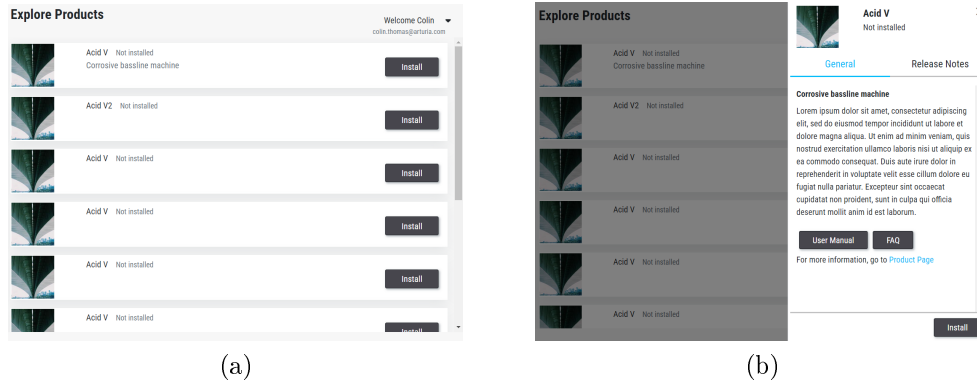 Explore Products
Welcome Colin
colin.thomas@arturia.com
Acid V Not installed
Corrosive bassline machine
Install
Acid V2 Not installed
Install
Acid V Not installed
Install
Acid V Not installed
Install
Acid V Not installed
Install
Acid V Not installed
Install
(a)
Explore Products
Acid V Not installed
Corrosive bassline machine
Acid V2 Not installed
Acid V Not installed
Acid V Not installed
Acid V Not installed
Acid V Not installed
Acid V
Not installed
General Release Notes
Corrosive bassline machine
Lorem ipsum dolor sit amet, consectetur adipiscing
elit, sed do eiusmod tempor incididunt ut labore et
dolore magna aliqua. Ut enim ad minim veniam, quis
nostrud exercitation ullamco laboris nisi ut aliquip ex
ea commodo consequat. Duis aute irure dolor in
reprehenderit in voluptate velit esse cillum dolore eu
fugiat nulla pariatur. Excepteur sint occaecat
cupidatat non proident, sunt in culpa qui officia
deserunt mollit anim id est laborum.
User Manual FAQ
For more information, go to Product Page
Install
(b)